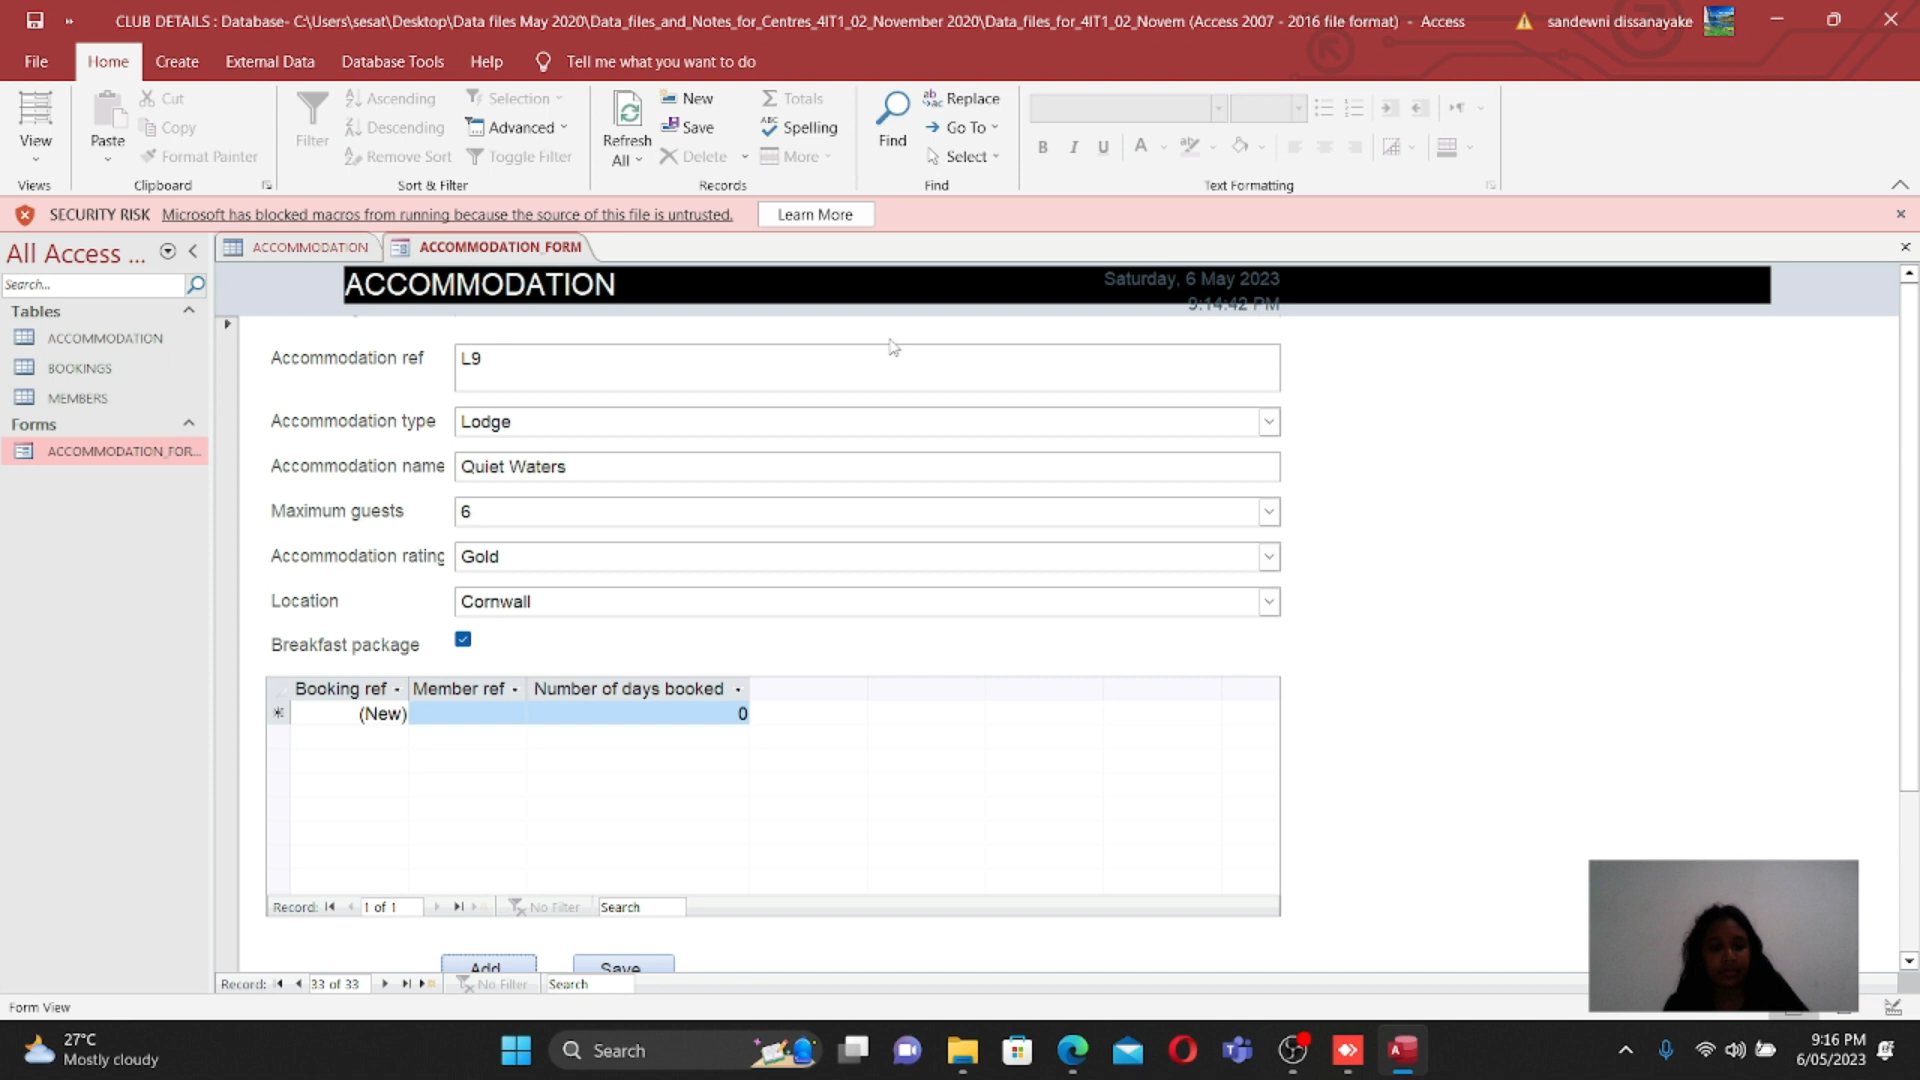 CLUB DETAILS : Database- C:\Users\sesat\Desktop\Data files May 2020\Data_files_and_Notes_for_Centres_4IT1_02_November 2020\Data_files_for_4IT1_02_Novem (Access 2007 - 2016 file format) - Access
sandewni dissanayake
File Home Create External Data Database Tools Help Tell me what you want to do
View
Views
Paste
Cut
Copy
Format Painter
Clipboard
Filter
Ascending
Descending
Remove Sort
Selection
Advanced
Toggle Filter
Sort & Filter
Refresh All
New
Save
Delete
Totals
Spelling
More
Records
Find
Replace
Go To
Select
Find
B I U A
Text Formatting
SECURITY RISK Microsoft has blocked macros from running because the source of this file is untrusted. Learn More
All Access ...
Search...
Tables
ACCOMMODATION
BOOKINGS
MEMBERS
Forms
ACCOMMODATION_FOR...
ACCOMMODATION ACCOMMODATION_FORM
ACCOMMODATION
Saturday, 6 May 2023
9:14:42 PM
Accommodation ref L9
Accommodation type Lodge
Accommodation name Quiet Waters
Maximum guests 6
Accommodation rating Gold
Location Cornwall
Breakfast package
Booking ref Member ref Number of days booked
(New) 0
Record: 1 of 1 No Filter Search
Add Save
Record: 33 of 33 No Filter Search
Form View
27°C
Mostly cloudy
Search
9:16 PM
6/05/2023